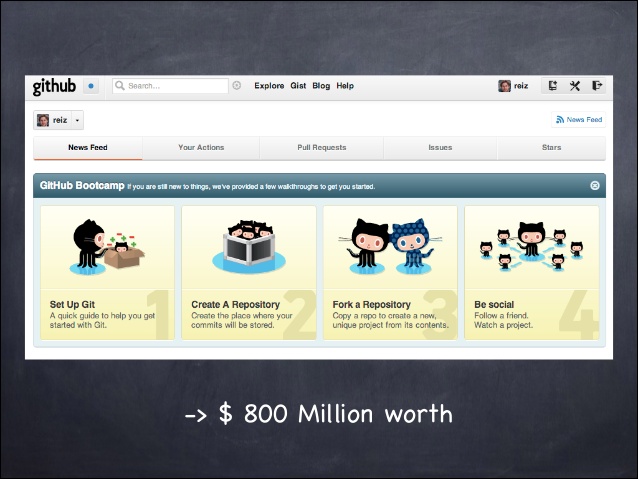 github
Search...
Explore Gist Blog Help
reiz
reiz
News Feed
News Feed
Your Actions
Pull Requests
Issues
Stars
GitHub Bootcamp If you are still new to things, we've provided a few walkthroughs to get you started.
1
Set Up Git
A quick guide to help you get
started with Git.
2
Create A Repository
Create the place where your
commits will be stored.
3
Fork a Repository
Copy a repo to create a new,
unique project from its contents.
4
Be social
Follow a friend.
Watch a project.
-> $ 800 Million worth